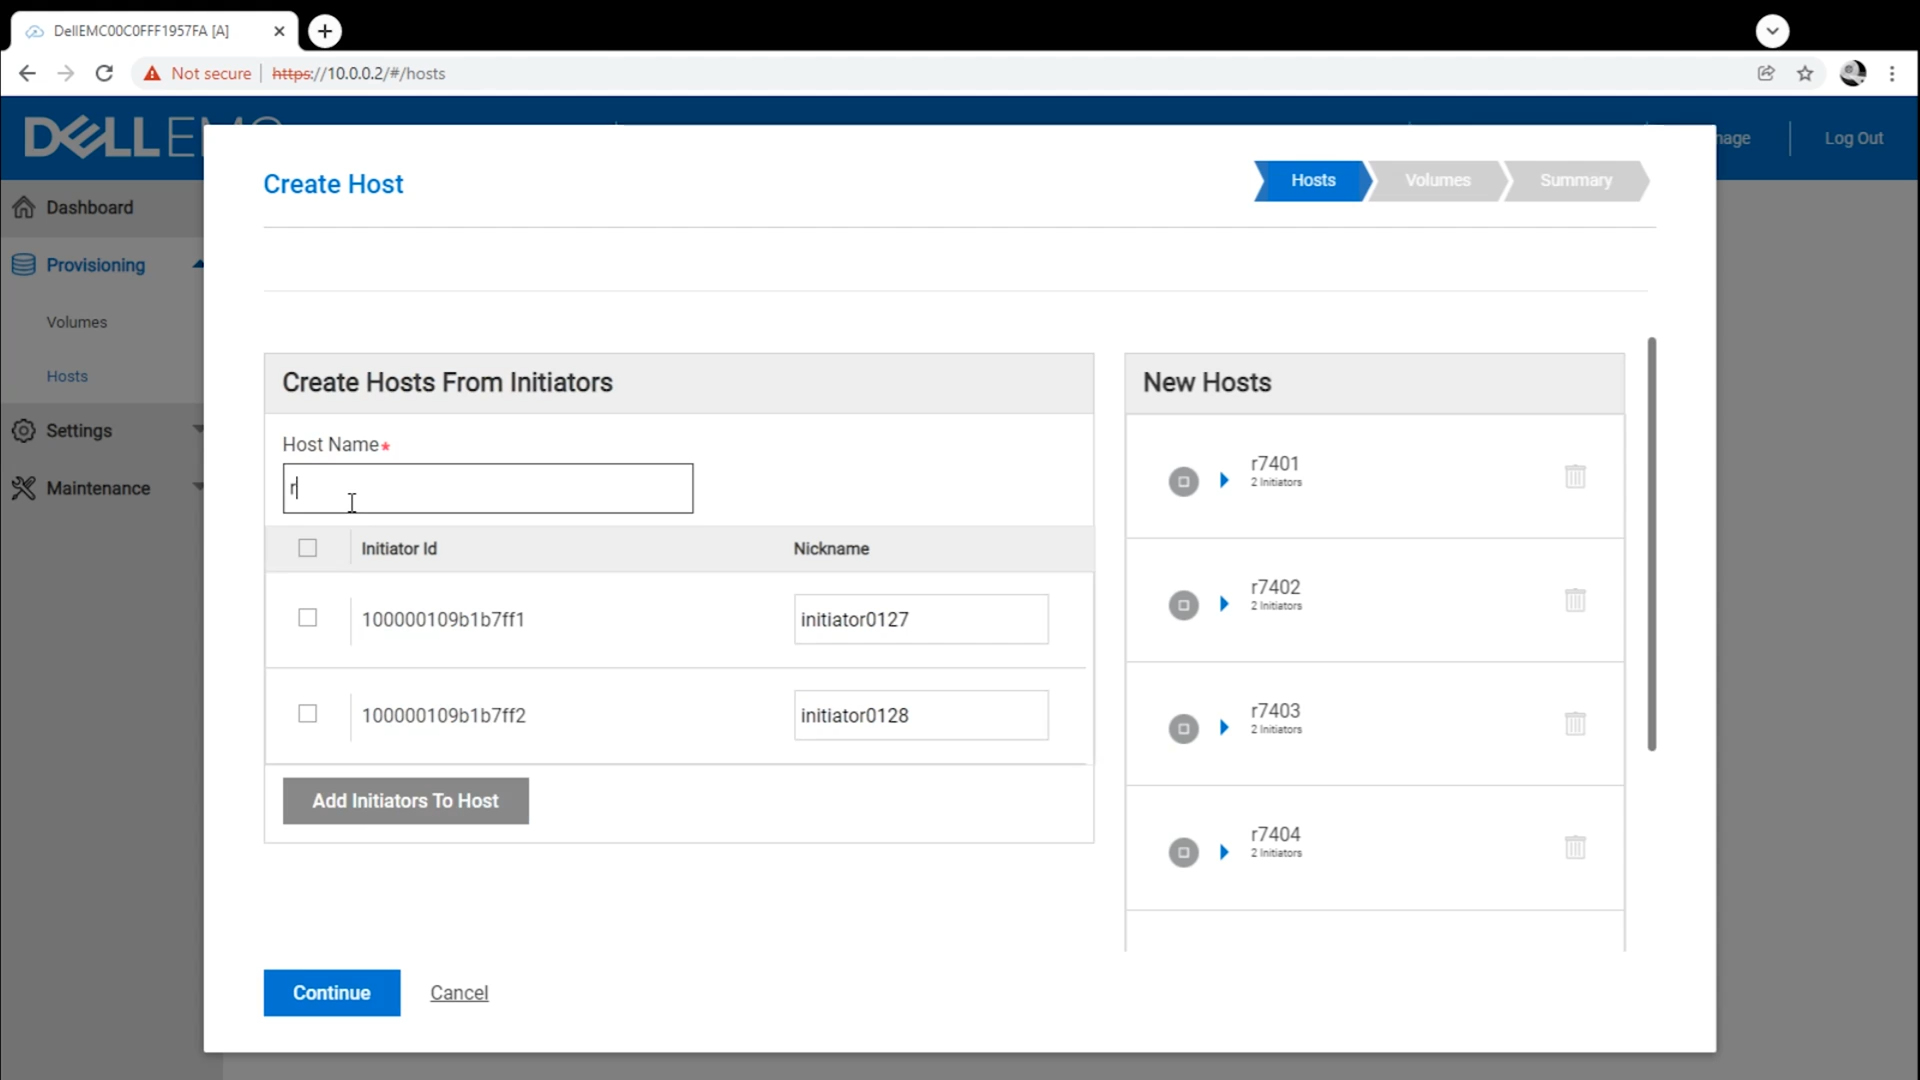 DellEMC00C0FFF1957FA [A]
Not secure https://10.0.0.2/#/hosts
DELL
Log Out
Create Host
Hosts Volumes Summary
Dashboard
Provisioning
Volumes
Hosts
Settings
Maintenance
Create Hosts From Initiators
Host Name*
r
Initiator Id Nickname
100000109b1b7ff1 initiator0127
100000109b1b7ff2 initiator0128
Add Initiators To Host
New Hosts
r7401
2 Initiators
r7402
2 Initiators
r7403
2 Initiators
r7404
2 Initiators
Continue Cancel